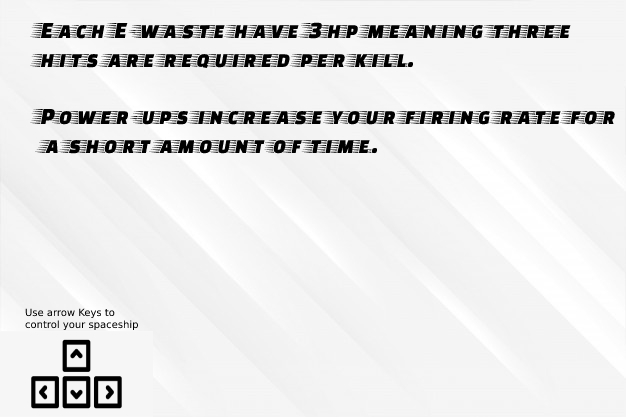 Each E-waste have 3hp meaning three
hits are required per kill.
Power-ups increase your firing rate for
a short amount of time.
Use arrow Keys to
control your spaceship